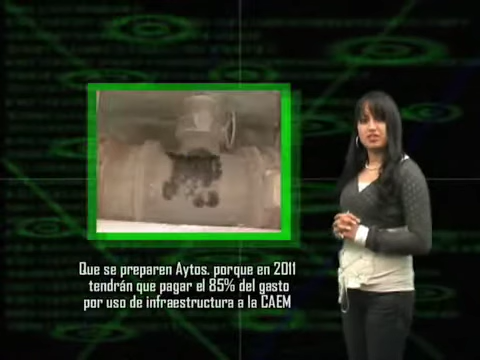 Que se preparen Aytos. porque en 2011
tendrán que pagar el 85% del gasto
por uso de infraestructura a la CAEM